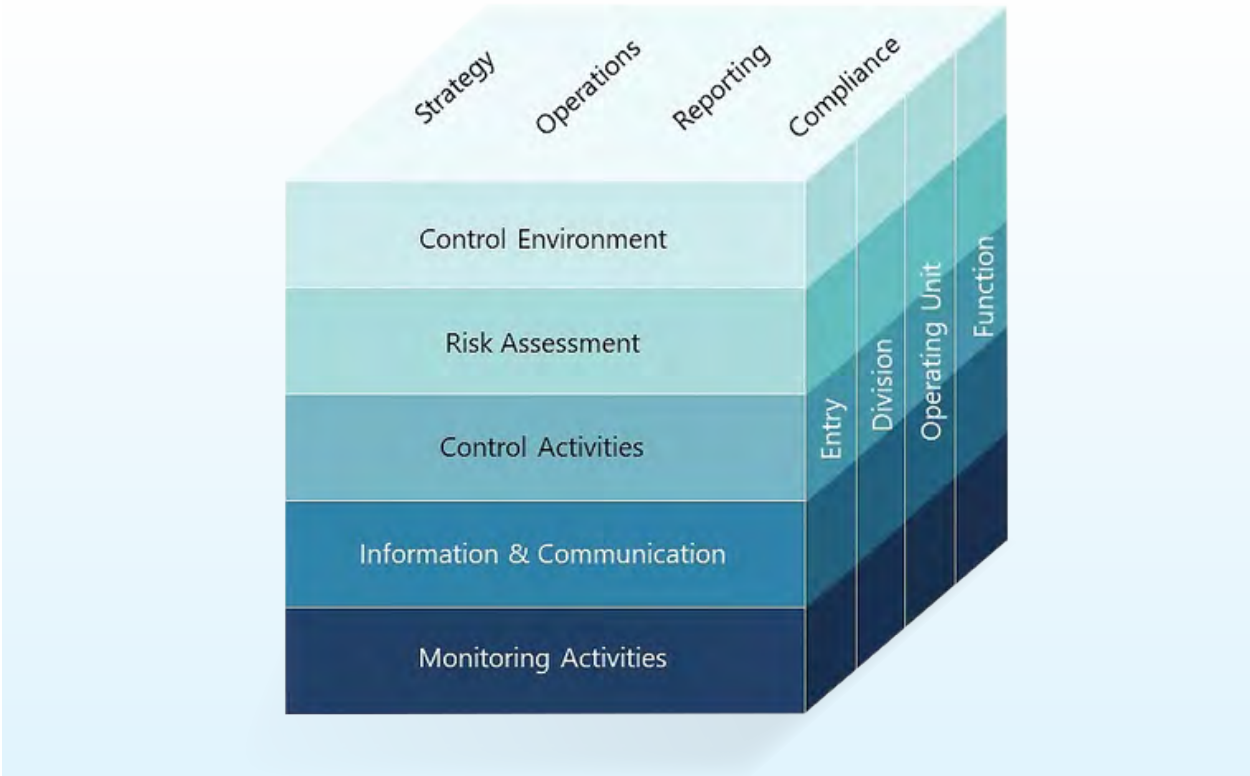 Strategy
Operations
Reporting
Compliance
Control Environment
Risk Assessment
Control Activities
Information & Communication
Monitoring Activities
Entry
Division
Operating Unit
Function